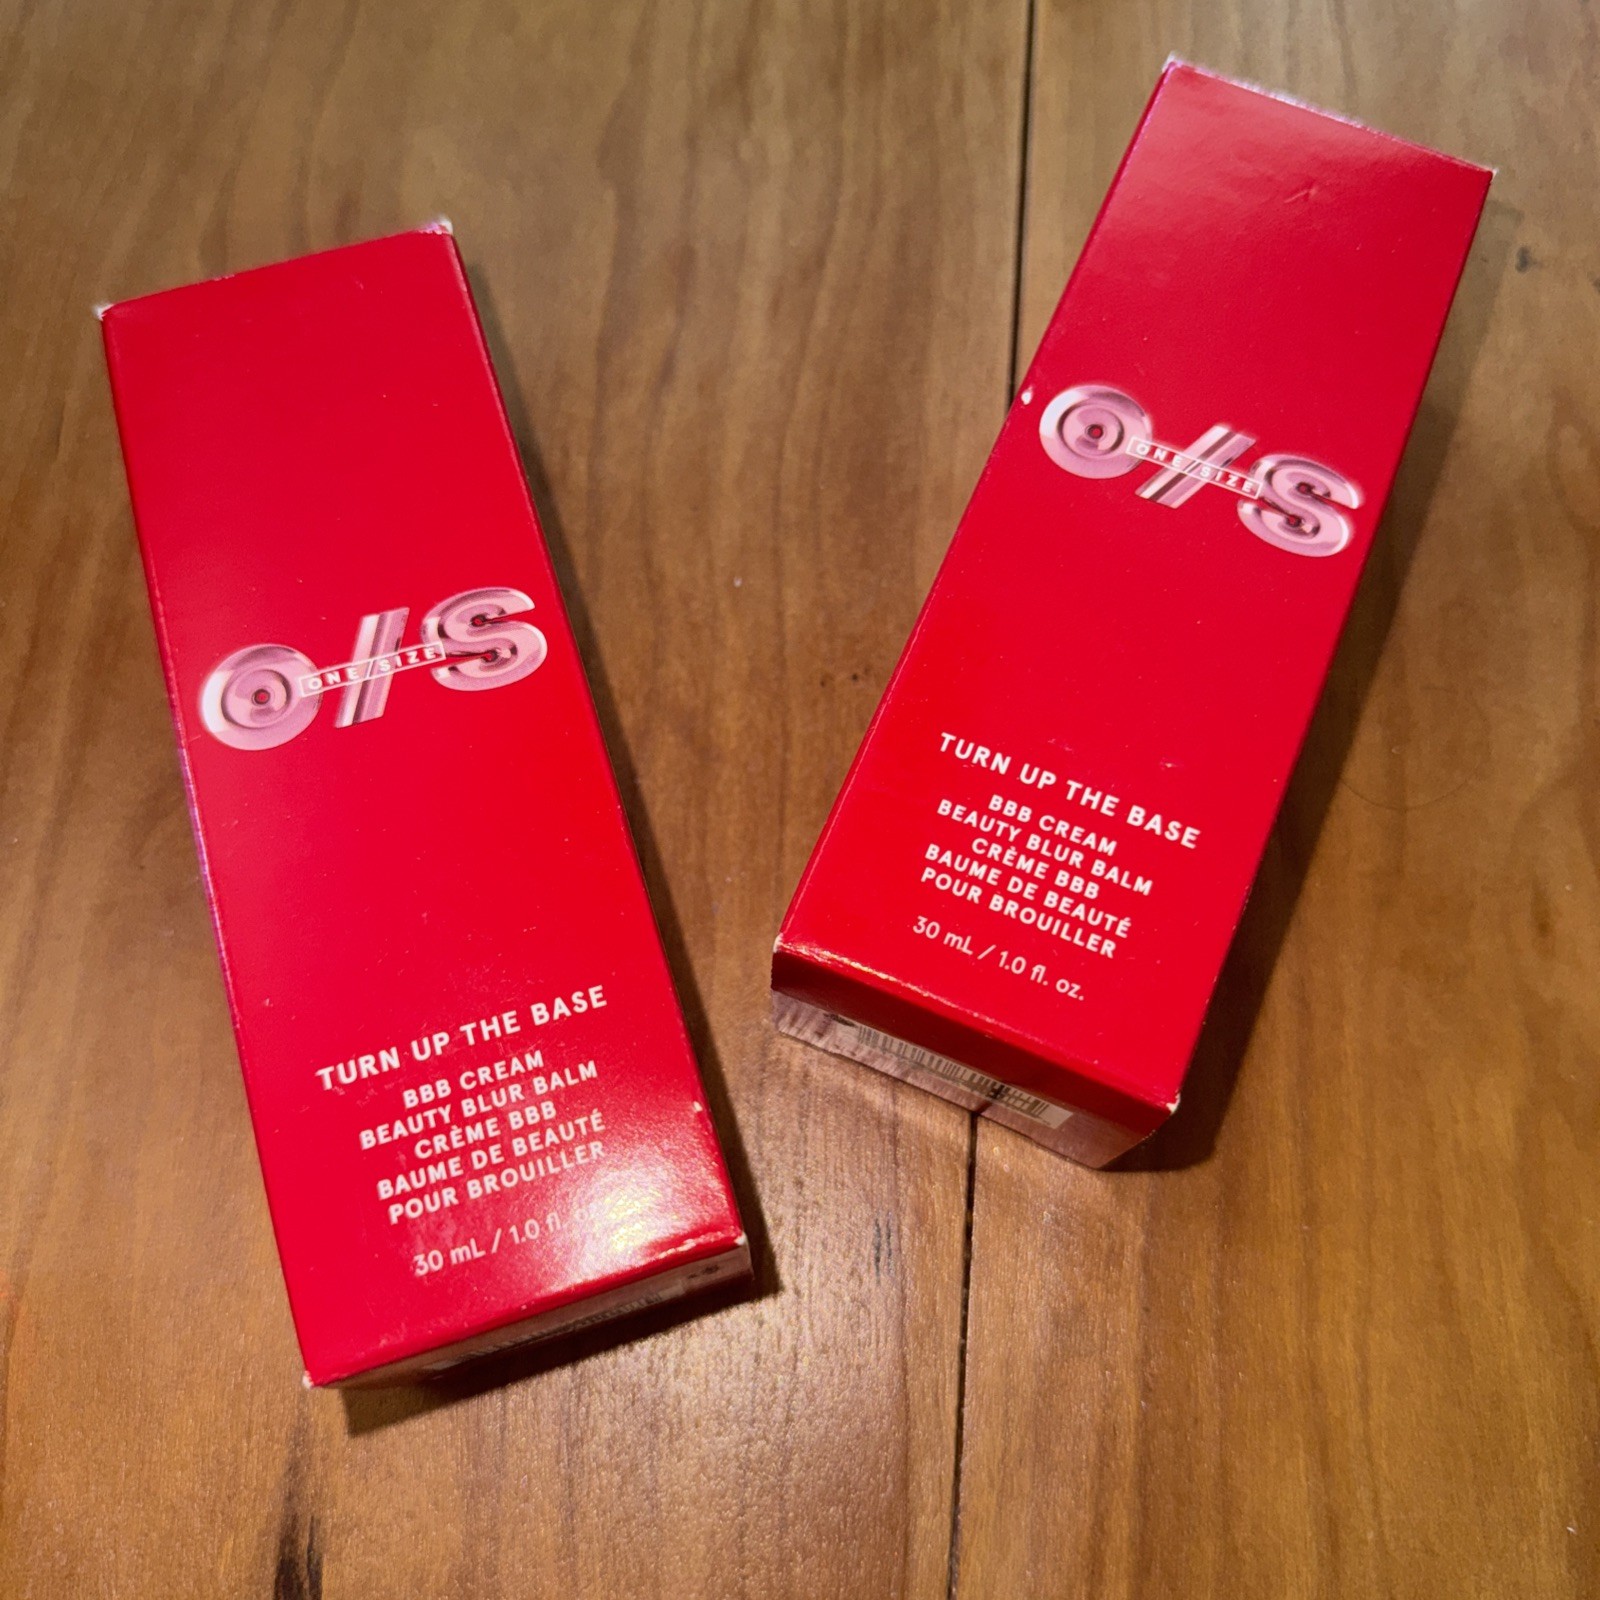 O/S
ONE/SIZE
TURN UP THE BASE
BBB CREAM
BEAUTY BLUR BALM
CRÈME BBB
BAUME DE BEAUTÉ
POUR BROUILLER
30 mL / 1.0 fl.
O/S
ONE/SIZE
TURN UP THE BASE
BBB CREAM
BEAUTY BLUR BALM
CRÈME BBB
BAUME DE BEAUTÉ
POUR BROUILLER
30 mL / 1.0 fl. oz.